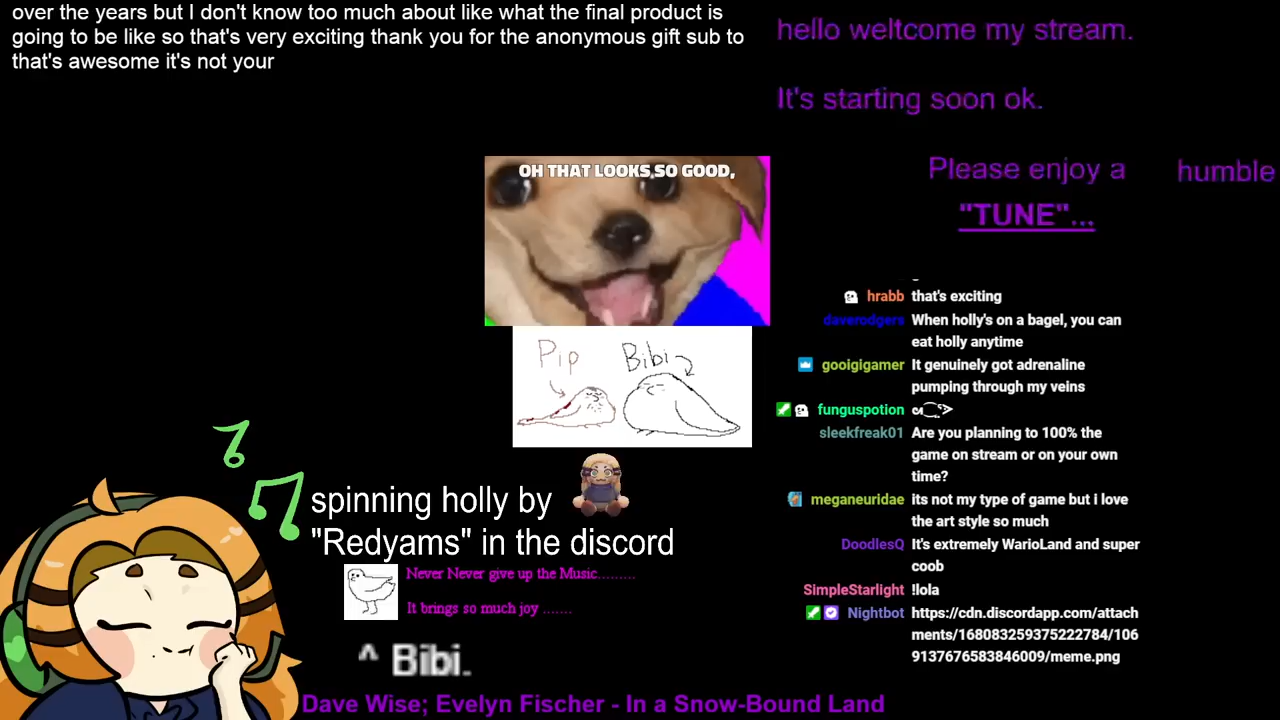 over the years but I don't know too much about like what the final product is
going to be like so that's very exciting thank you for the anonymous gift sub to
that's awesome it's not your
hello weltcome my stream.
It's starting soon ok.
Please enjoy a humble
"TUNE"...
OH THAT LOOKS SO GOOD,
Pip
Bibi
spinning holly by
"Redyams" in the discord
Never Never give up the Music.........
It brings so much joy .......
^ Bibi.
Dave Wise; Evelyn Fischer - In a Snow-Bound Land
hrabb that's exciting
daverodgers When holly's on a bagel, you can
eat holly anytime
gooigigamer It genuinely got adrenaline
pumping through my veins
funguspotion
sleekfreak01 Are you planning to 100% the
game on stream or on your own
time?
meganeuridae its not my type of game but i love
the art style so much
DoodlesQ It's extremely WarioLand and super
coob
SimpleStarlight !lola
Nightbot https://cdn.discordapp.com/attach
ments/168083259375222784/106
9137676583846009/meme.png